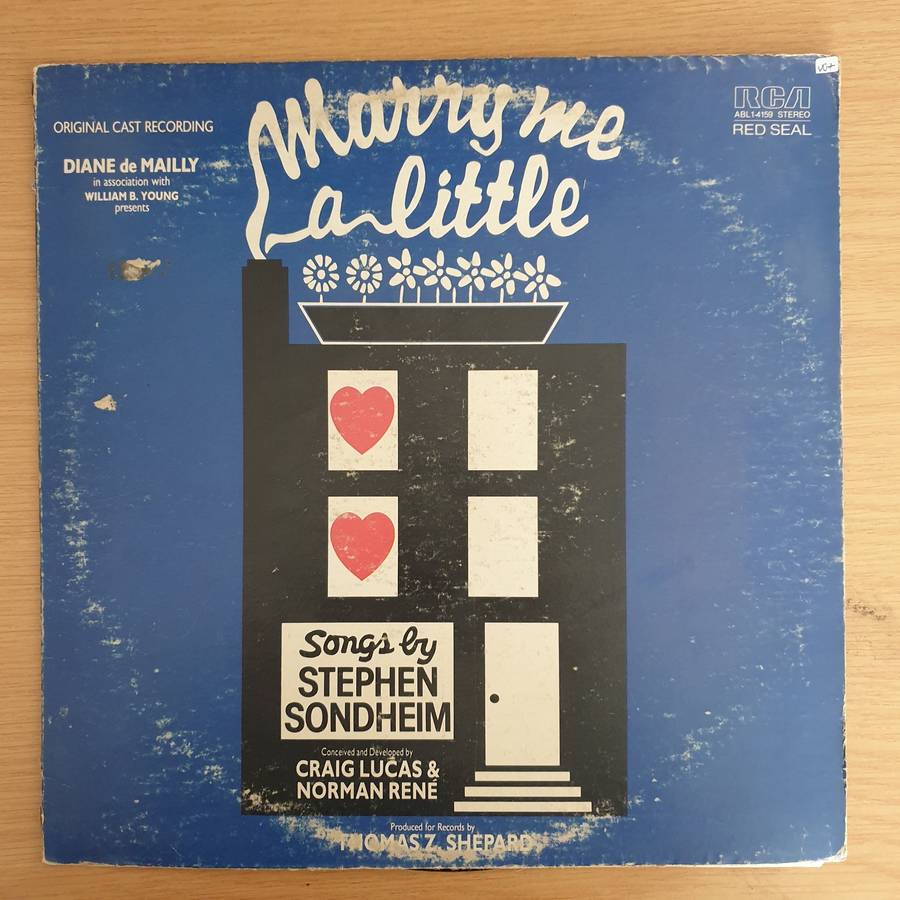 ORIGINAL CAST RECORDING
DIANE de MAILLY
in association with
WILLIAM B. YOUNG
presents
Marry me
a little
RCA
ABL1-4159 STEREO
RED SEAL
VG+
Songs by
STEPHEN
SONDHEIM
Conceived and Developed by
CRAIG LUCAS &
NORMAN RENÉ
Produced for Records by
THOMAS Z. SHEPARD